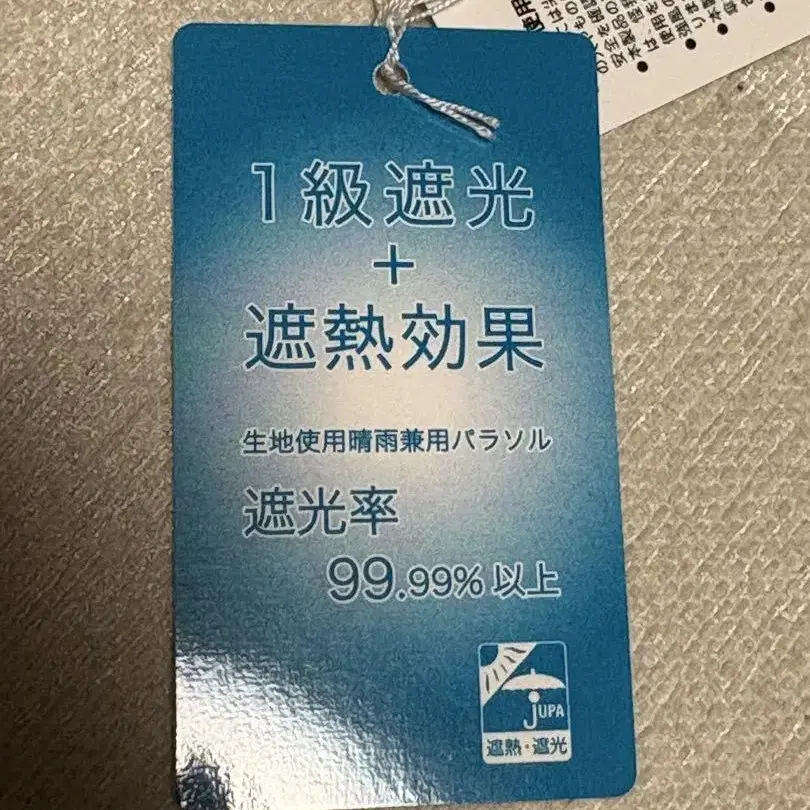 1級遮光
+
遮熱効果
生地使用晴雨兼用パラソル
遮光率
99.99%以上
JUPA
遮熱・遮光